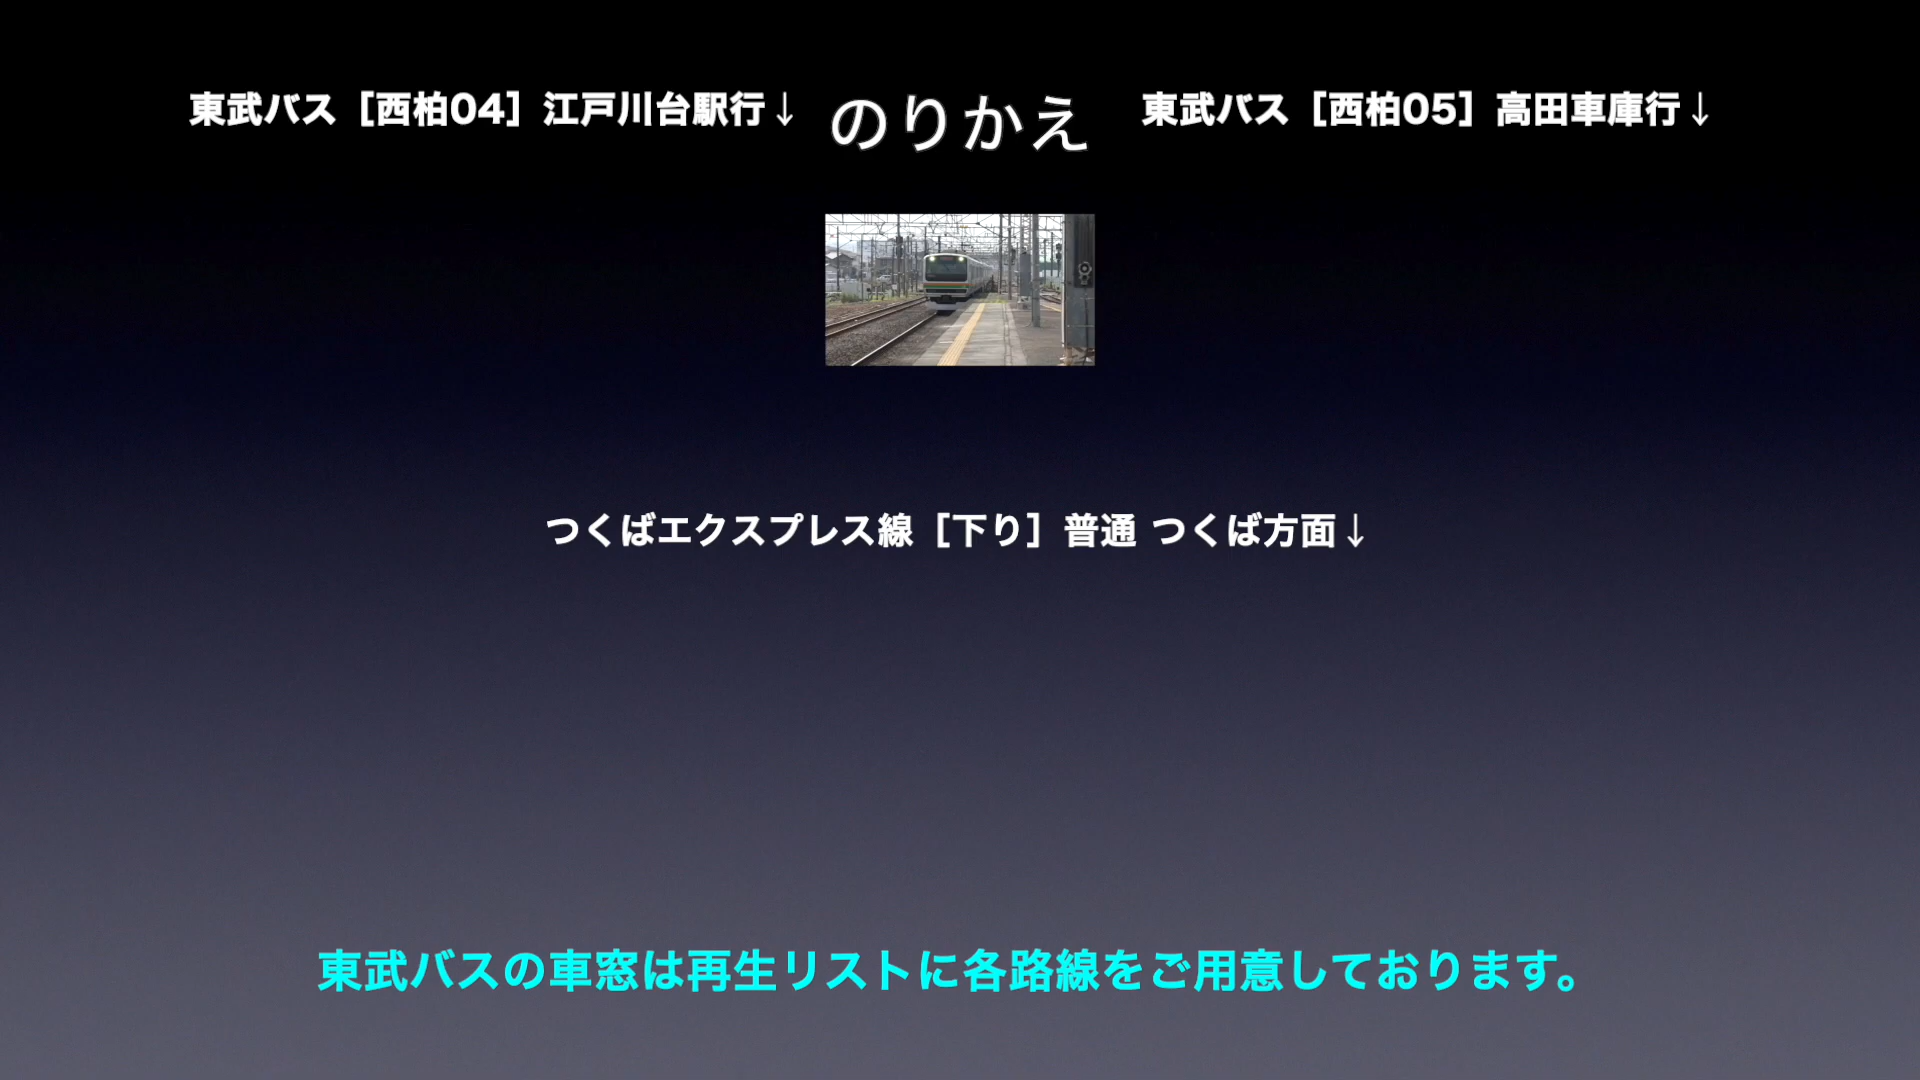 東武バス［西柏04］江戸川台駅行↓
のりかえ
東武バス［西柏05］高田車庫行↓
つくばエクスプレス線［下り］普通 つくば方面↓
東武バスの車窓は再生リストに各路線をご用意しております。